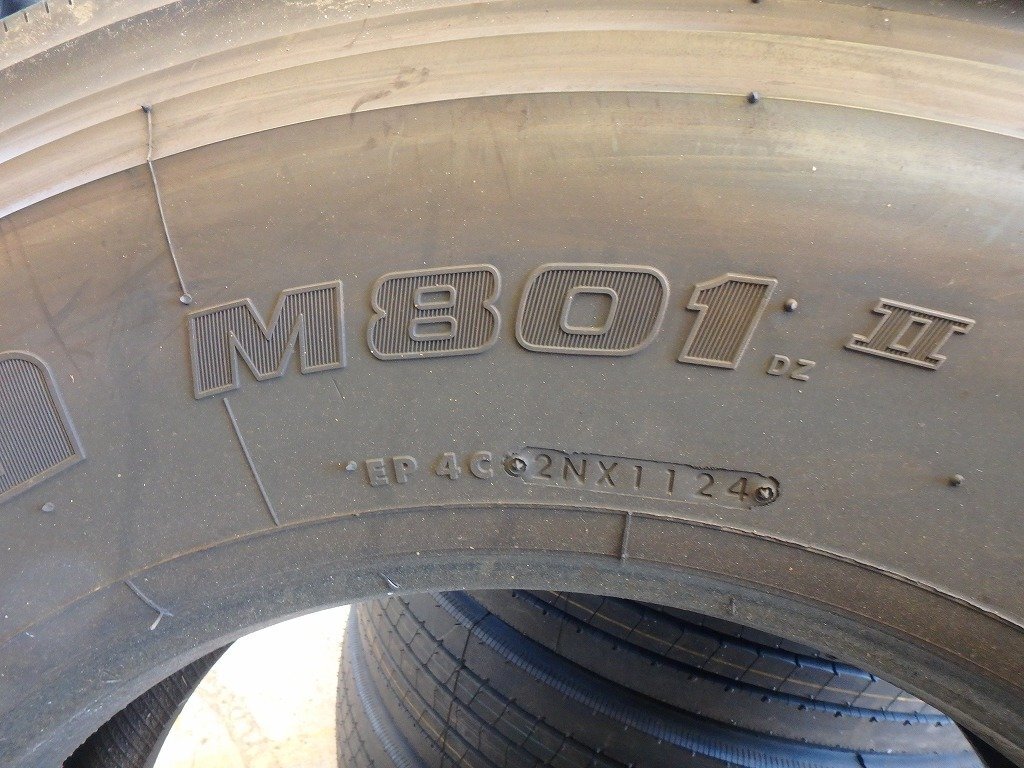 M801 II
DZ
EP 4C 2NX1124